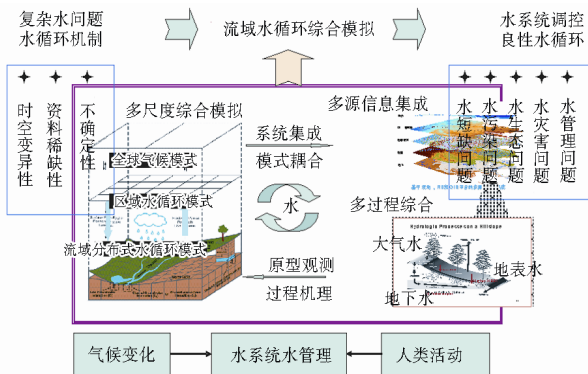 复杂水问题
水循环机制
流域水循环综合模拟
水系统调控
良性水循环
时空变异性
资料稀缺性
不确定性
水短缺问题
水污染问题
水生态问题
水灾害问题
水管理问题
多尺度综合模拟
全球气候模式
区域水循环模式
流域分布式水循环模式
系统集成
模式耦合
水
原型观测
过程机理
多源信息集成
多过程综合
Hydrologic Processes on a Hillslope
大气水
地表水
地下水
气候变化
水系统水管理
人类活动